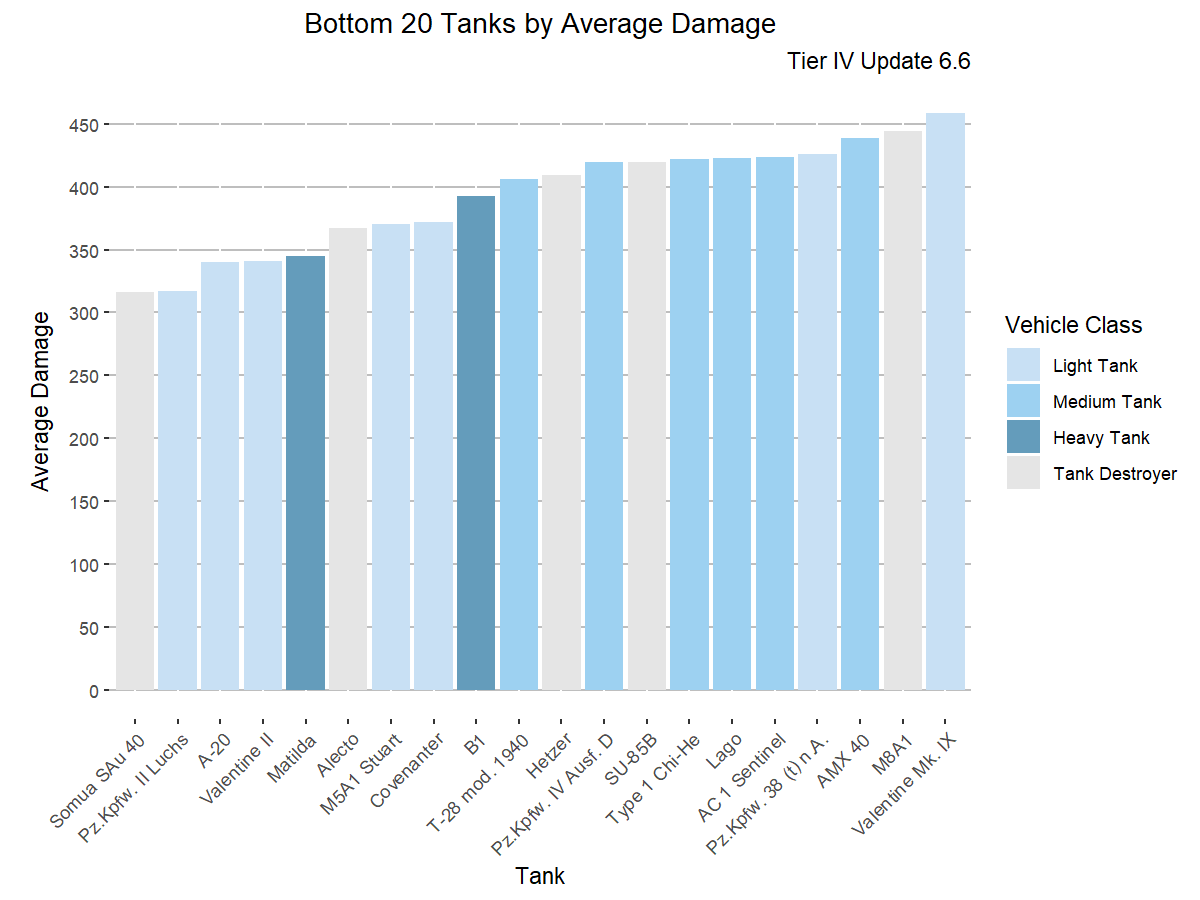 Bottom 20 Tanks by Average Damage
Tier IV Update 6.6
Average Damage
450
400
350
300
250
200
150
100
50
0
Somua SAu 40
Pz.Kpfw. II Luchs
A-20
Valentine II
Matilda
Alecto
M5A1 Stuart
Covenanter
B1
T-28 mod. 1940
Hetzer
Pz.Kpfw. IV Ausf. D
SU-85B
Type 1 Chi-He
Lago
AC 1 Sentinel
Pz.Kpfw. 38 (t) n.A.
AMX 40
M8A1
Valentine Mk. IX
Tank
Vehicle Class
Light Tank
Medium Tank
Heavy Tank
Tank Destroyer